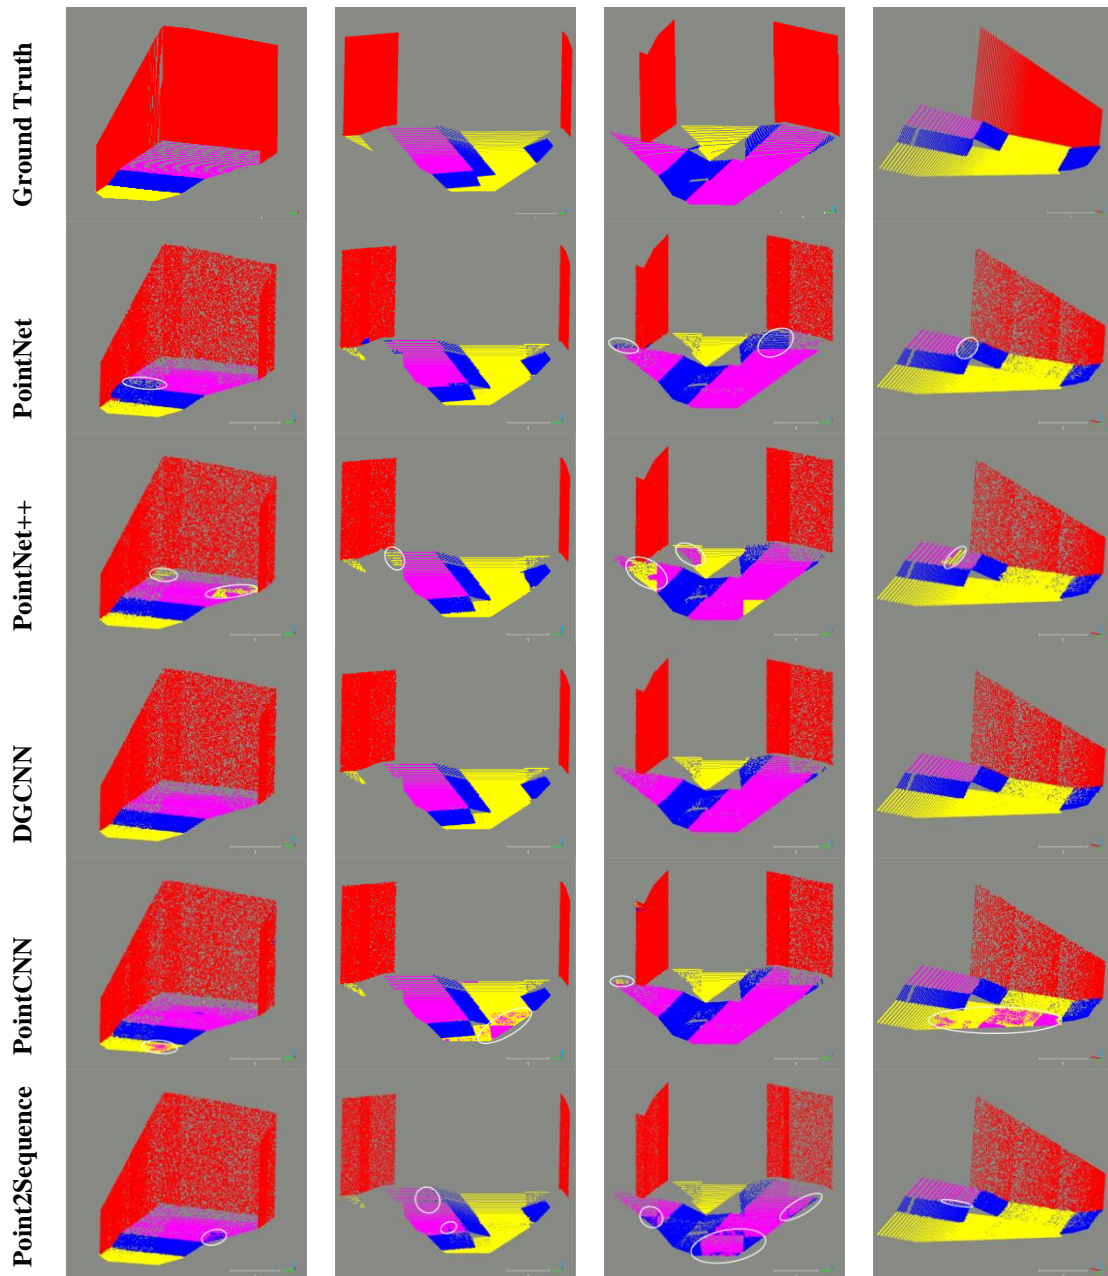 Ground Truth
PointNet
PointNet++
DGCNN
PointCNN
Point2Sequence